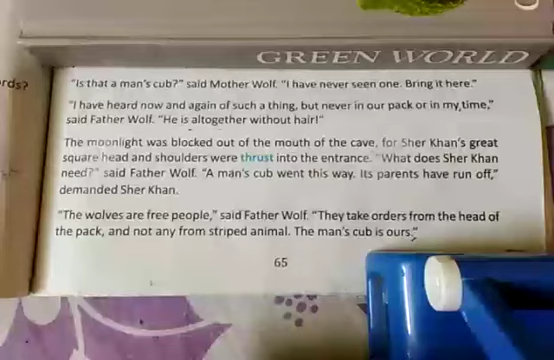 GREEN WORLD
rds?
"Is that a man's cub?" said Mother Wolf. "I have never seen one. Bring it here."
"I have heard now and again of such a thing, but never in our pack or in my time,"
said Father Wolf. "He is altogether without hair!"
The moonlight was blocked out of the mouth of the cave, for Sher Khan's great
square head and shoulders were thrust into the entrance. "What does Sher Khan
need?" said Father Wolf. "A man's cub went this way. Its parents have run off,"
demanded Sher Khan.
"The wolves are free people," said Father Wolf. "They take orders from the head of
the pack, and not any from striped animal. The man's cub is ours."
65